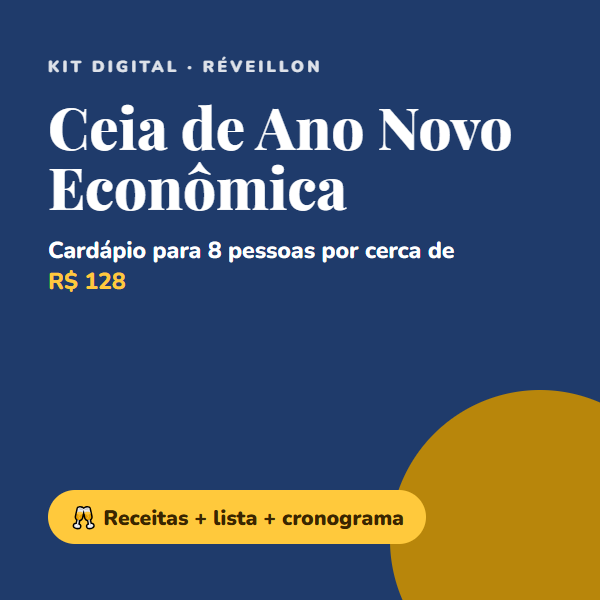 KIT DIGITAL · RÉVEILLON
Ceia de Ano Novo
Econômica
Cardápio para 8 pessoas por cerca de
R$ 128
🥂 Receitas + lista + cronograma